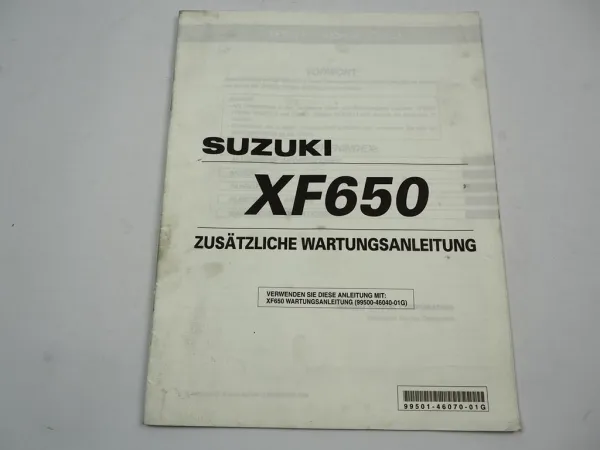 SUZUKI
XF650
ZUSÄTZLICHE WARTUNGSANLEITUNG
VERWENDEN SIE DIESE ANLEITUNG MIT:
XF650 WARTUNGSANLEITUNG (99500-46040-01G)
99501-46070-01G